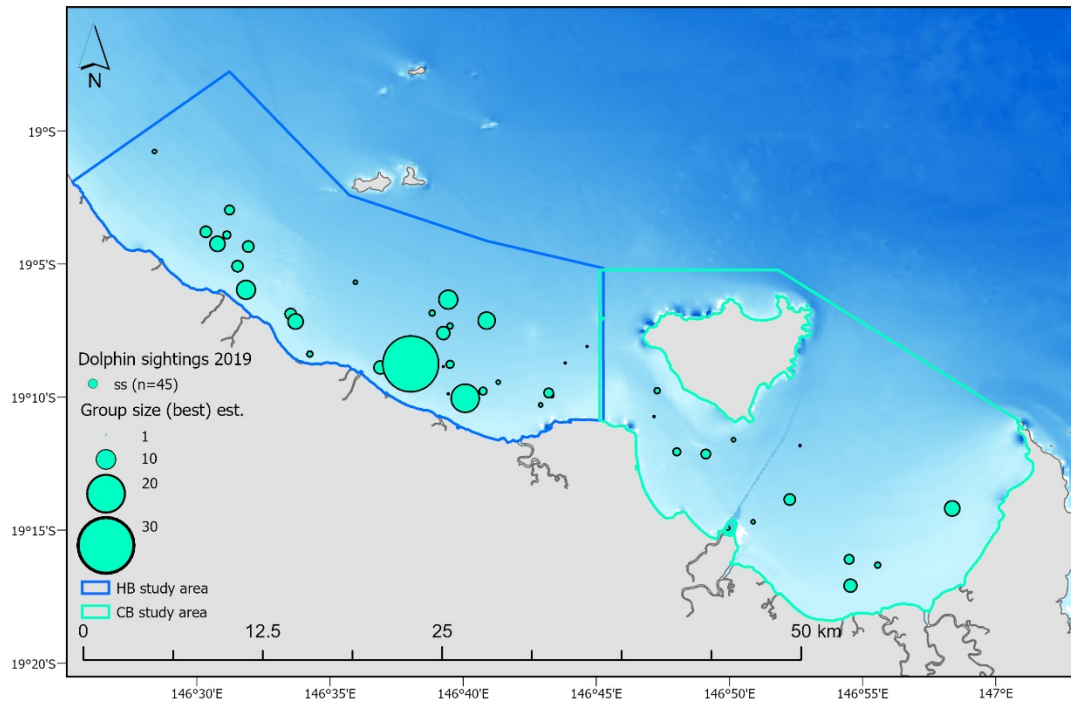 N
19°S
19°5'S
19°10'S
19°15'S
19°20'S
Dolphin sightings 2019
ss (n=45)
Group size (best) est.
1
10
20
30
HB study area
CB study area
0 12.5 25 50 km
146°30'E 146°35'E 146°40'E 146°45'E 146°50'E 146°55'E 147°E